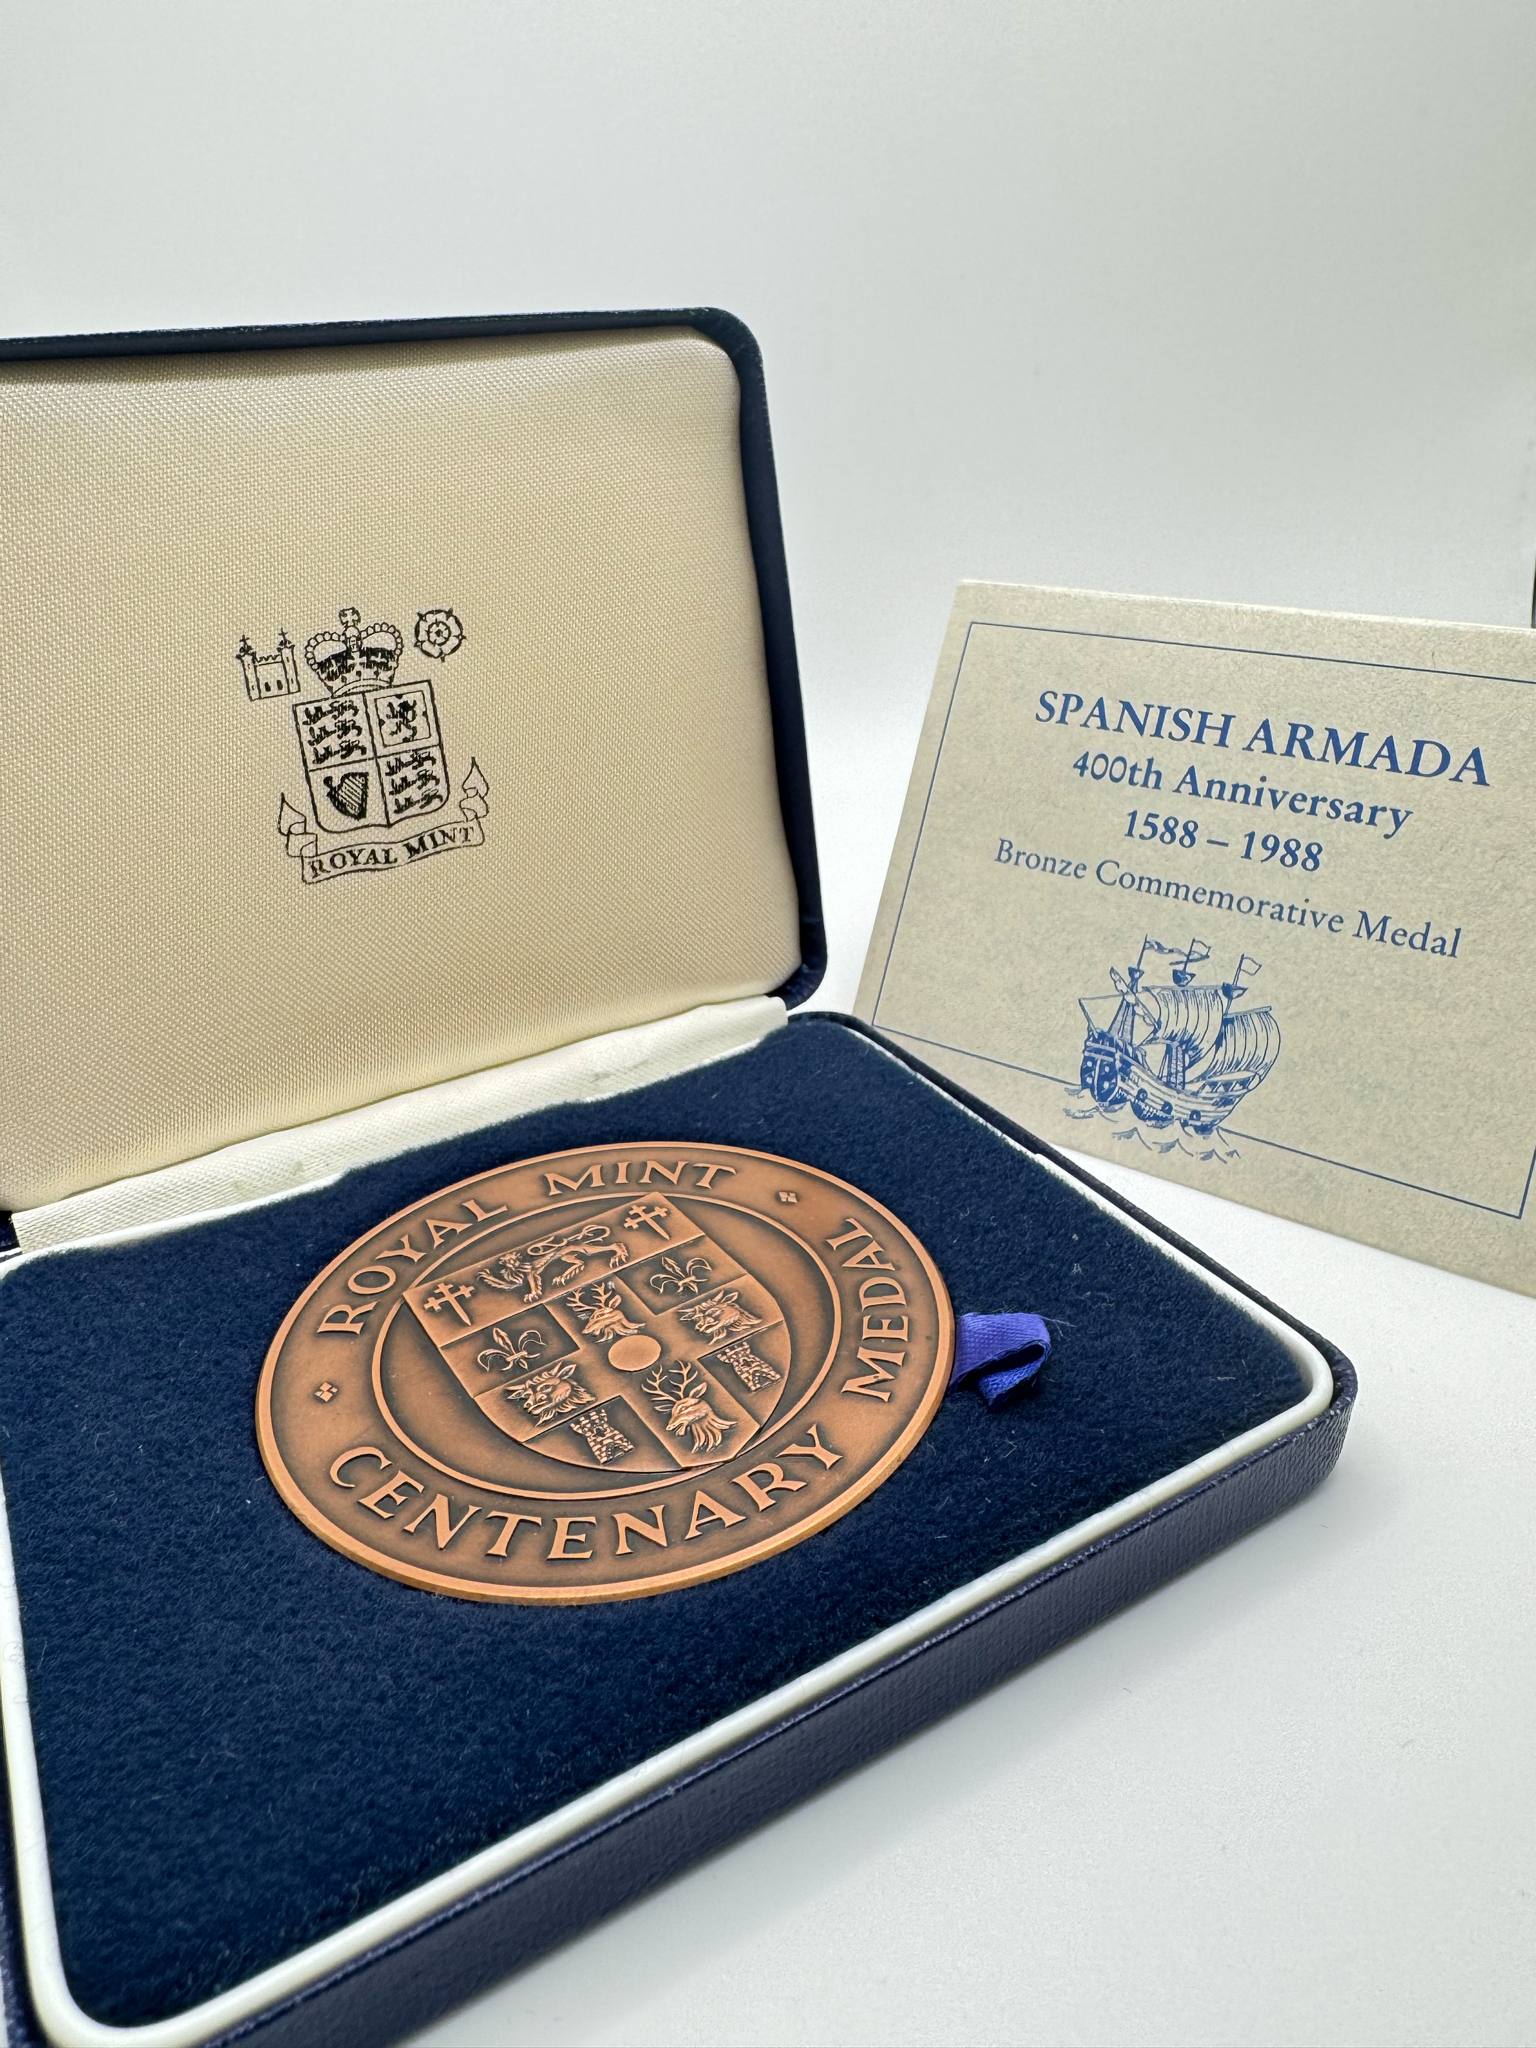 ROYAL MINT
SPANISH ARMADA
400th Anniversary
1588 – 1988
Bronze Commemorative Medal
ROYAL MINT
CENTENARY MEDAL